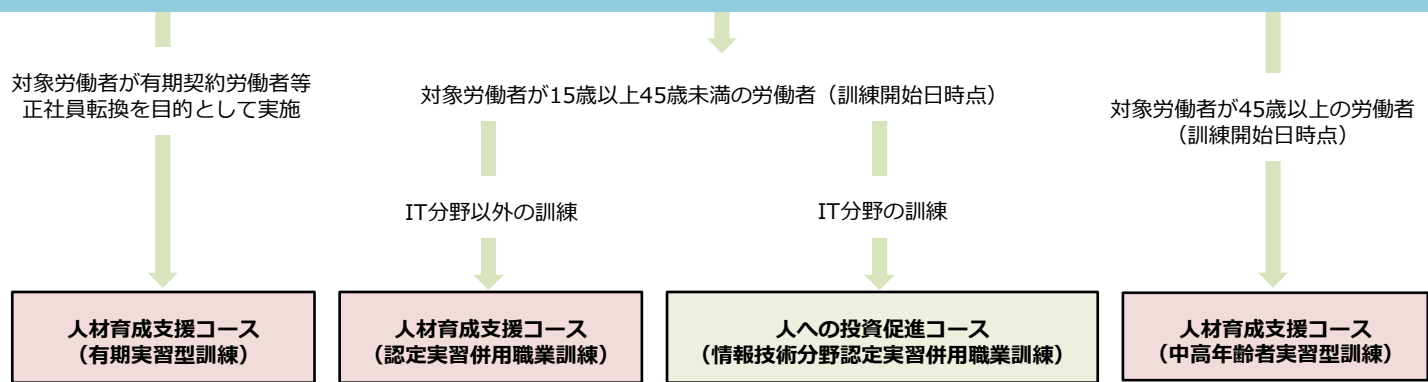 対象労働者が有期契約労働者等
正社員転換を目的として実施
対象労働者が15歳以上45歳未満の労働者（訓練開始日時点）
対象労働者が45歳以上の労働者
（訓練開始日時点）
IT分野以外の訓練
IT分野の訓練
人材育成支援コース
（有期実習型訓練）
人材育成支援コース
（認定実習併用職業訓練）
人への投資促進コース
（情報技術分野認定実習併用職業訓練）
人材育成支援コース
（中高年齢者実習型訓練）